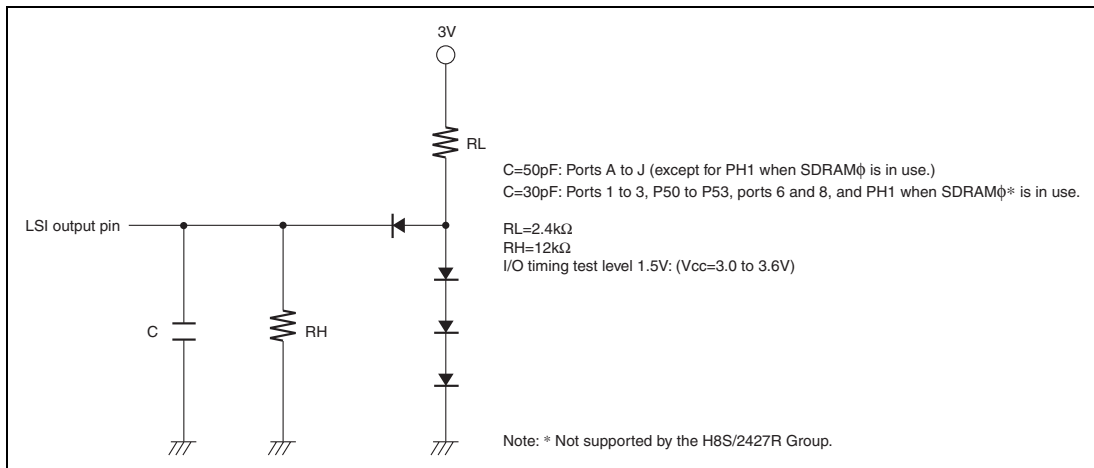 3V
RL
C=50pF: Ports A to J (except for PH1 when SDRAMϕ is in use.)
C=30pF: Ports 1 to 3, P50 to P53, ports 6 and 8, and PH1 when SDRAMϕ* is in use.
LSI output pin
RL=2.4kΩ
RH=12kΩ
I/O timing test level 1.5V: (Vcc=3.0 to 3.6V)
C
RH
Note: * Not supported by the H8S/2427R Group.